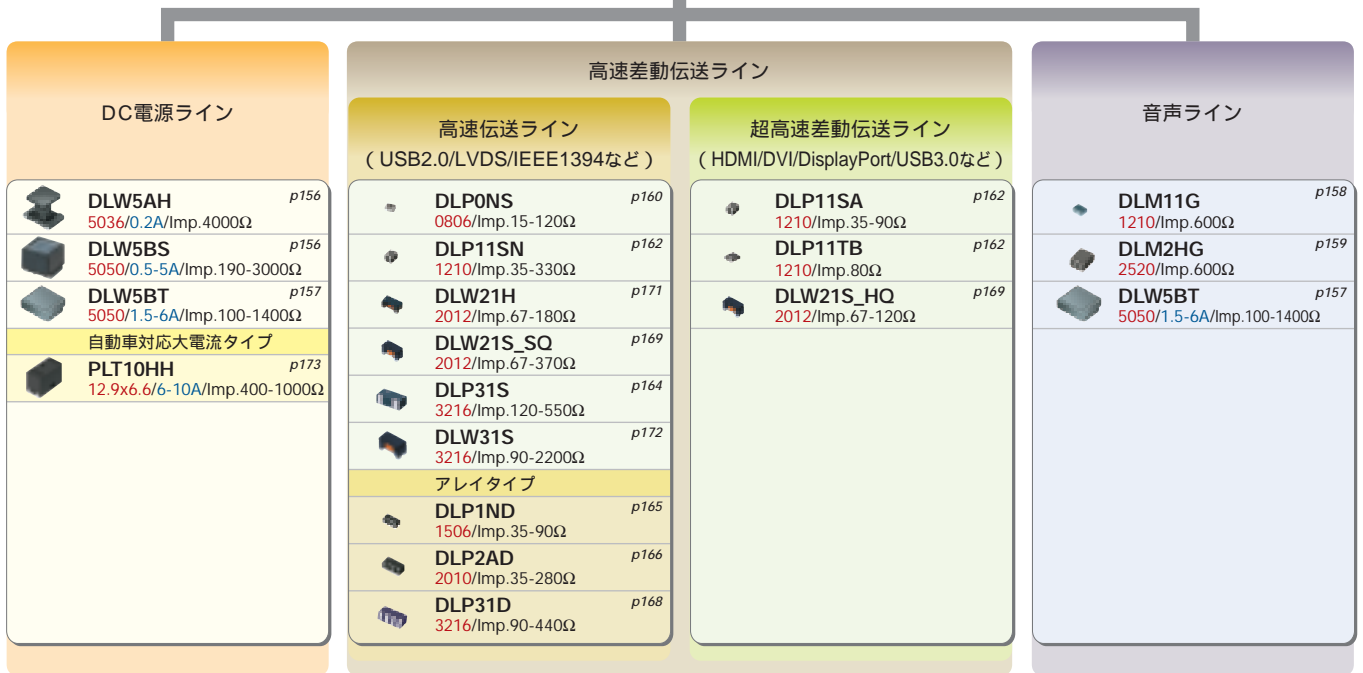 DC電源ライン
DLW5AH p156
5036/0.2A/Imp.4000Ω
DLW5BS p156
5050/0.5-5A/Imp.190-3000Ω
DLW5BT p157
5050/1.5-6A/Imp.100-1400Ω
自動車対応大電流タイプ
PLT10HH p173
12.9x6.6/6-10A/Imp.400-1000Ω
高速差動伝送ライン
高速伝送ライン
(USB2.0/LVDS/IEEE1394など)
DLP0NS p160
0806/Imp.15-120Ω
DLP11SN p162
1210/Imp.35-330Ω
DLW21H p171
2012/Imp.67-180Ω
DLW21S_SQ p169
2012/Imp.67-370Ω
DLP31S p164
3216/Imp.120-550Ω
DLW31S p172
3216/Imp.90-2200Ω
アレイタイプ
DLP1ND p165
1506/Imp.35-90Ω
DLP2AD p166
2010/Imp.35-280Ω
DLP31D p168
3216/Imp.90-440Ω
超高速差動伝送ライン
(HDMI/DVI/DisplayPort/USB3.0など)
DLP11SA p162
1210/Imp.35-90Ω
DLP11TB p162
1210/Imp.80Ω
DLW21S_HQ p169
2012/Imp.67-120Ω
音声ライン
DLM11G p158
1210/Imp.600Ω
DLM2HG p159
2520/Imp.600Ω
DLW5BT p157
5050/1.5-6A/Imp.100-1400Ω